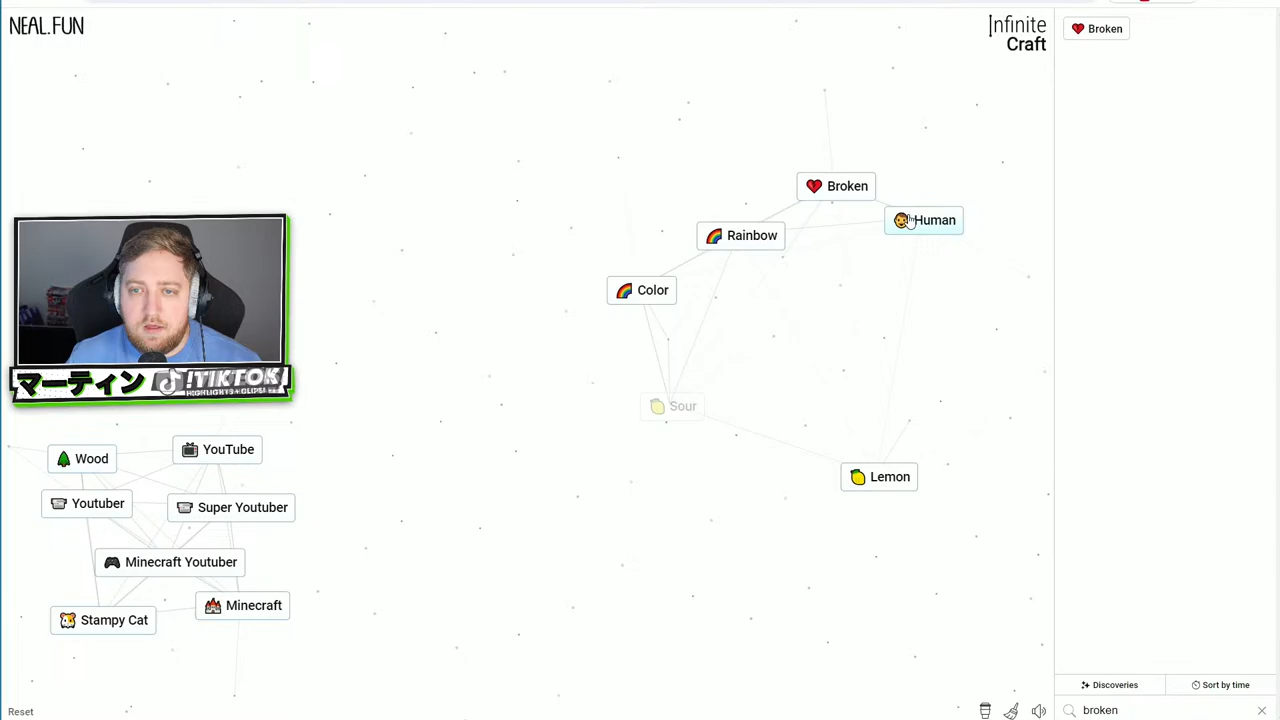 NEAL.FUN
Infinite
Craft
Broken
Broken
Human
Rainbow
Color
Sour
Lemon
マーティン !TIKTOK
HIGHLIGHTS + CLIPS!
Wood
YouTube
Youtuber
Super Youtuber
Minecraft Youtuber
Minecraft
Stampy Cat
Discoveries
Sort by time
Reset
broken